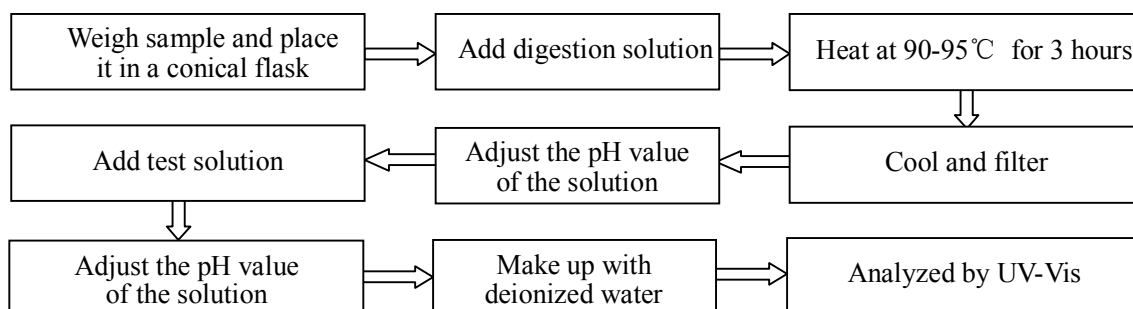 Weigh sample and place
it in a conical flask
Add digestion solution
Heat at 90-95℃ for 3 hours
Cool and filter
Adjust the pH value
of the solution
Add test solution
Adjust the pH value
of the solution
Make up with
deionized water
Analyzed by UV-Vis